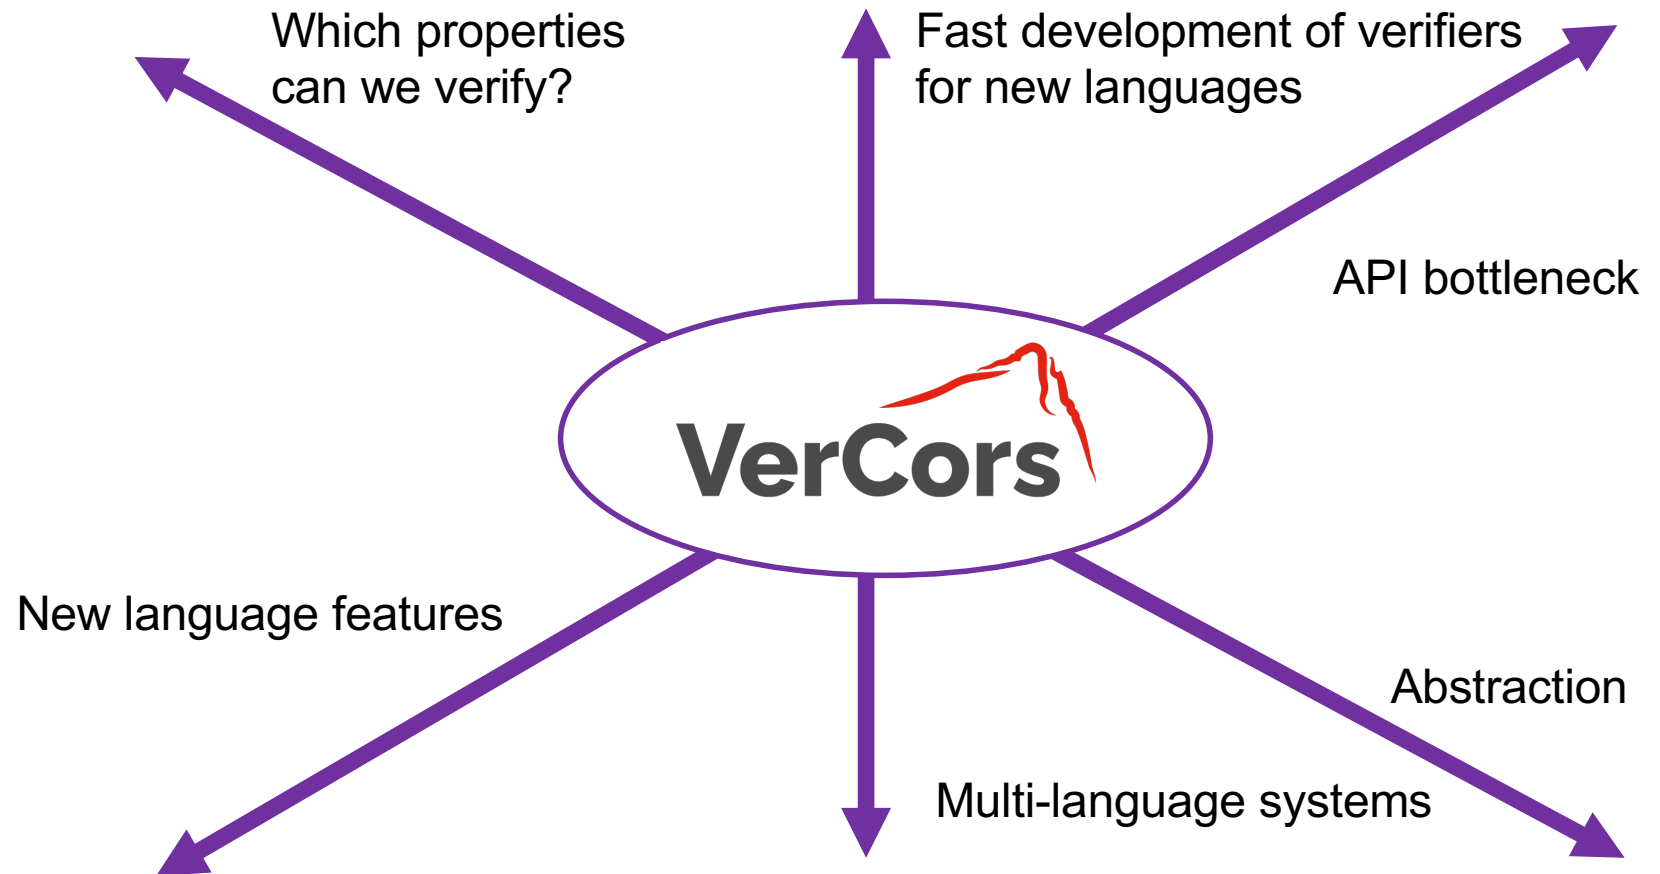 Which properties
can we verify?
Fast development of verifiers
for new languages
API bottleneck
VerCors
New language features
Abstraction
Multi-language systems